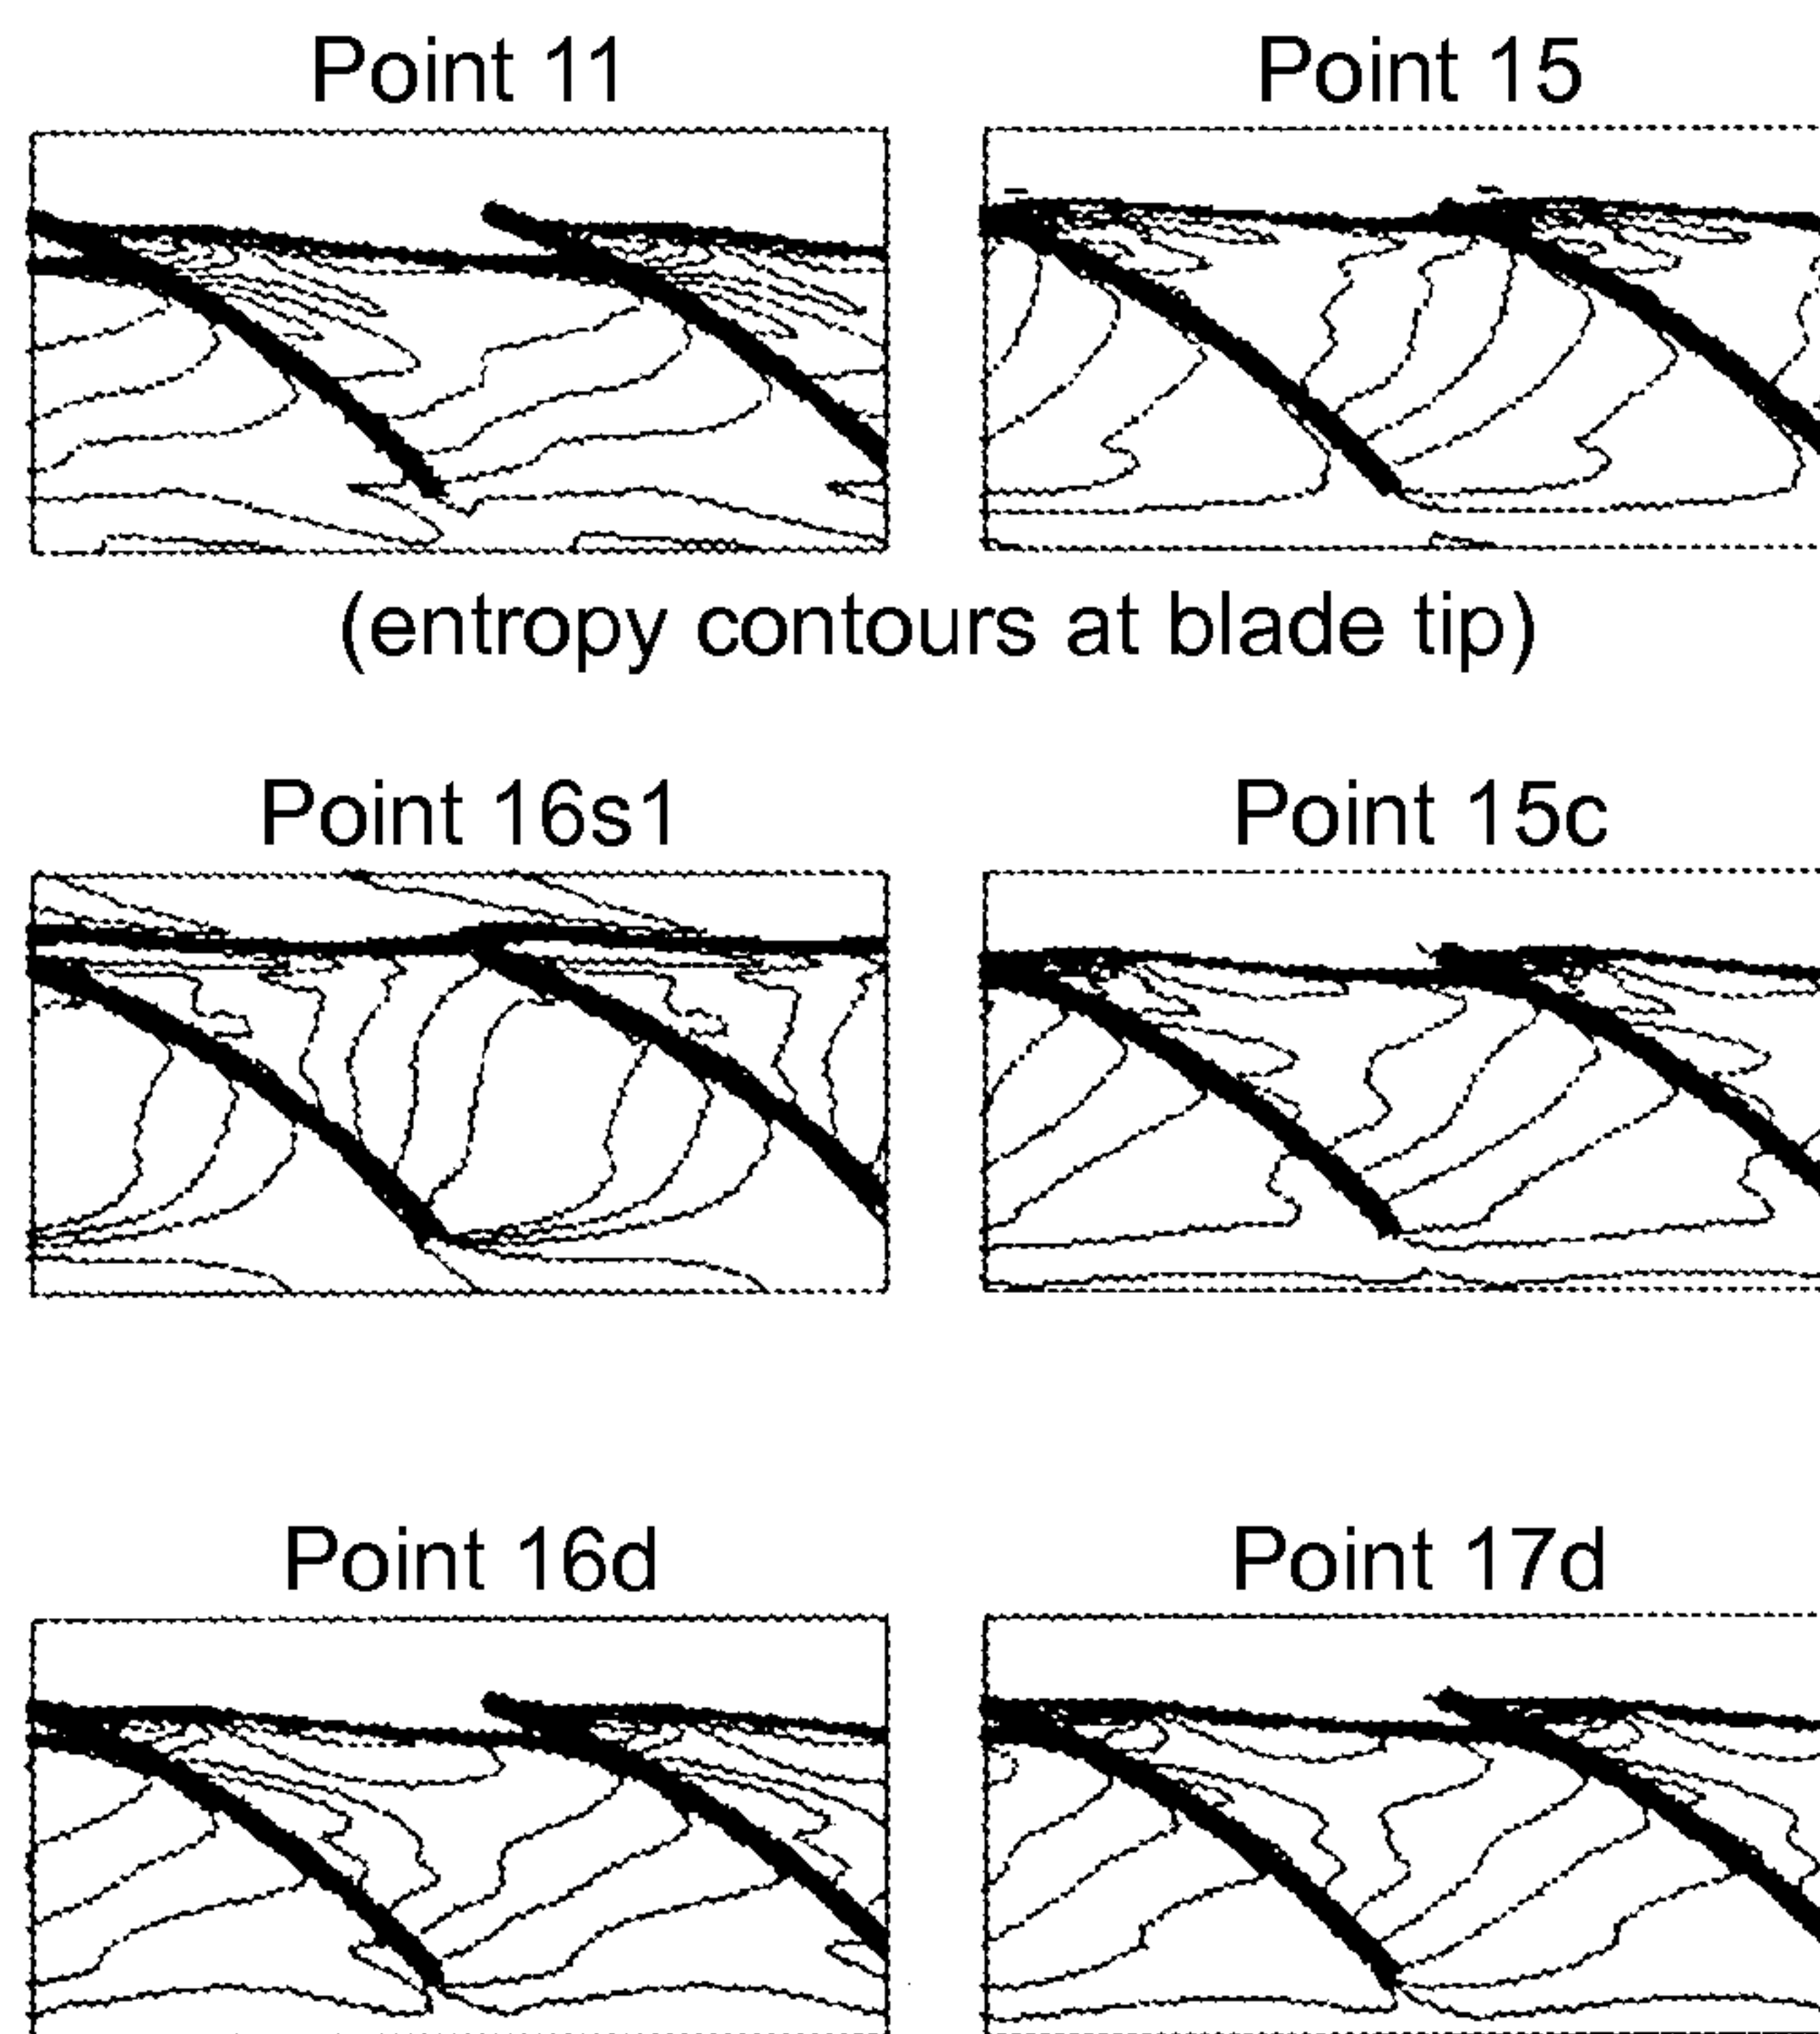 Point 11
Point 15
(entropy contours at blade tip)
Point 16s1
Point 15c
Point 16d
Point 17d